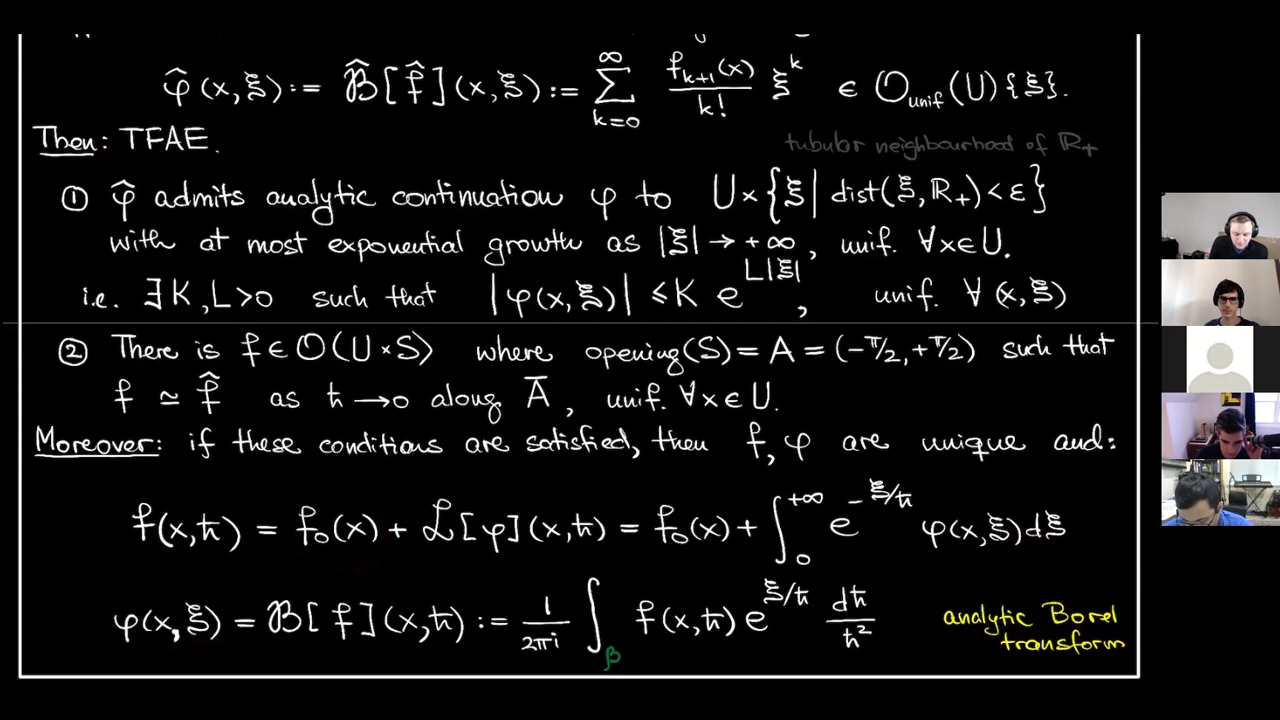 φ̂(x,ξ) := B̂[f̂](x,ξ) := ∑_{k=0}^{∞} f_{k+1}(x)/k! ξ^k ∈ O_unif(U){ξ}.
Then: TFAE.
tubular neighbourhood of ℝ₊
① φ̂ admits analytic continuation φ to U×{ξ | dist(ξ,ℝ₊)<ε}
with at most exponential growth as |ξ| → +∞, unif. ∀x∈U.
i.e. ∃K,L>0 such that |φ(x,ξ)| ≤ K e^{L|ξ|}, unif. ∀(x,ξ)
② There is f∈O(U×S) where opening(S) = A = (-π/2,+π/2) such that
f ≃ f̂ as ħ → 0 along Ā, unif. ∀x∈U.
Moreover: if these conditions are satisfied, then f,φ are unique and:
f(x,ħ) = f₀(x) + ℒ[φ](x,ħ) = f₀(x) + ∫_0^{+∞} e^{-ξ/ħ} φ(x,ξ)dξ
φ(x,ξ) = B[f](x,ħ) := 1/2πi ∫_β f(x,ħ) e^{ξ/ħ} dħ/ħ²
analytic Borel
transform